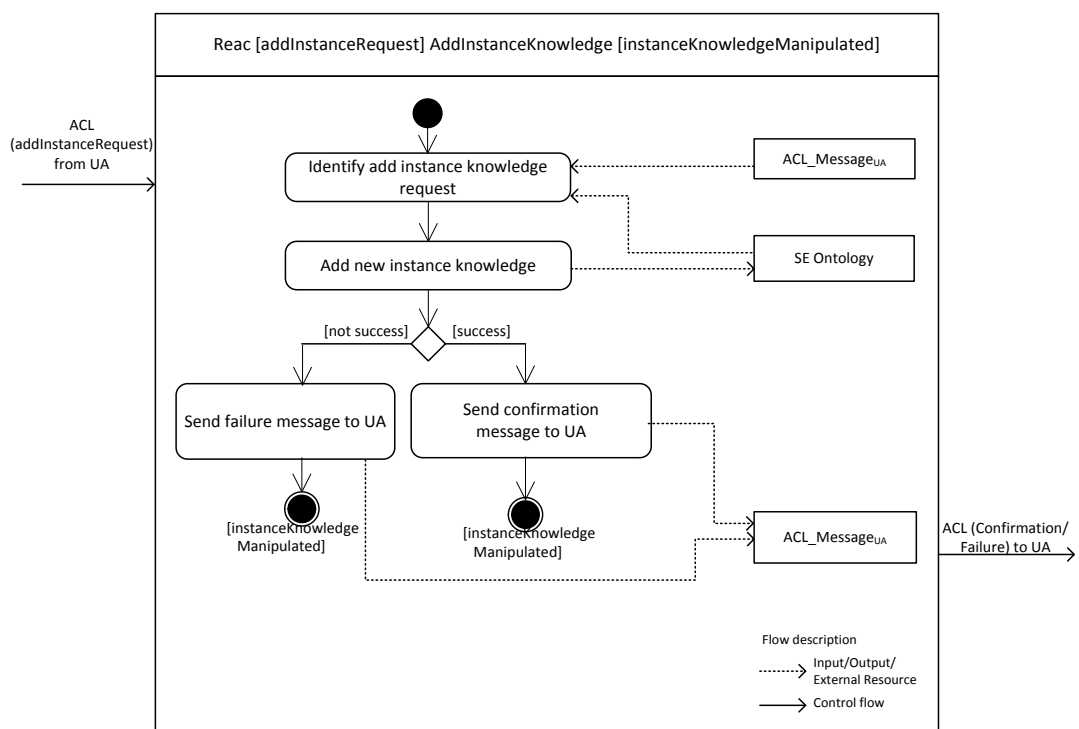 Reac [addInstanceRequest] AddInstanceKnowledge [instanceKnowledgeManipulated]
ACL
(addInstanceRequest)
from UA
Identify add instance knowledge
request
ACL_MessageUA
Add new instance knowledge
SE Ontology
[not success]
[success]
Send failure message to UA
Send confirmation
message to UA
[instanceKnowledge
Manipulated]
[instanceKnowledge
Manipulated]
ACL_MessageUA
ACL (Confirmation/
Failure) to UA
Flow description
Input/Output/
External Resource
Control flow